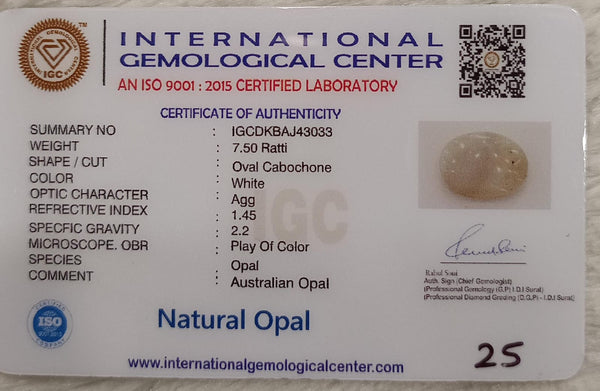 INTERNATIONAL
GEMOLOGICAL CENTER
AN ISO 9001 : 2015 CERTIFIED LABORATORY
TM
IGC
CERTIFICATE OF AUTHENTICITY
SUMMARY NO : IGCDKBAJ43033
WEIGHT : 7.50 Ratti
SHAPE / CUT : Oval Cabochone
COLOR : White
OPTIC CHARACTER : Agg
REFRACTIVE INDEX : 1.45
SPECFIC GRAVITY : 2.2
MICROSCOPE. OBR : Play Of Color
SPECIES : Opal
COMMENT : Australian Opal
IGC
Rahul Soni
Auth. Sign (Chief Gemologist)
(Professional Gemology (G.P) I.D.I Surat)
(Professional Diamond Grading (D.G.P) - I.D.I Surat)
ISO
Natural Opal
25
www.internationalgemologicalcenter.com